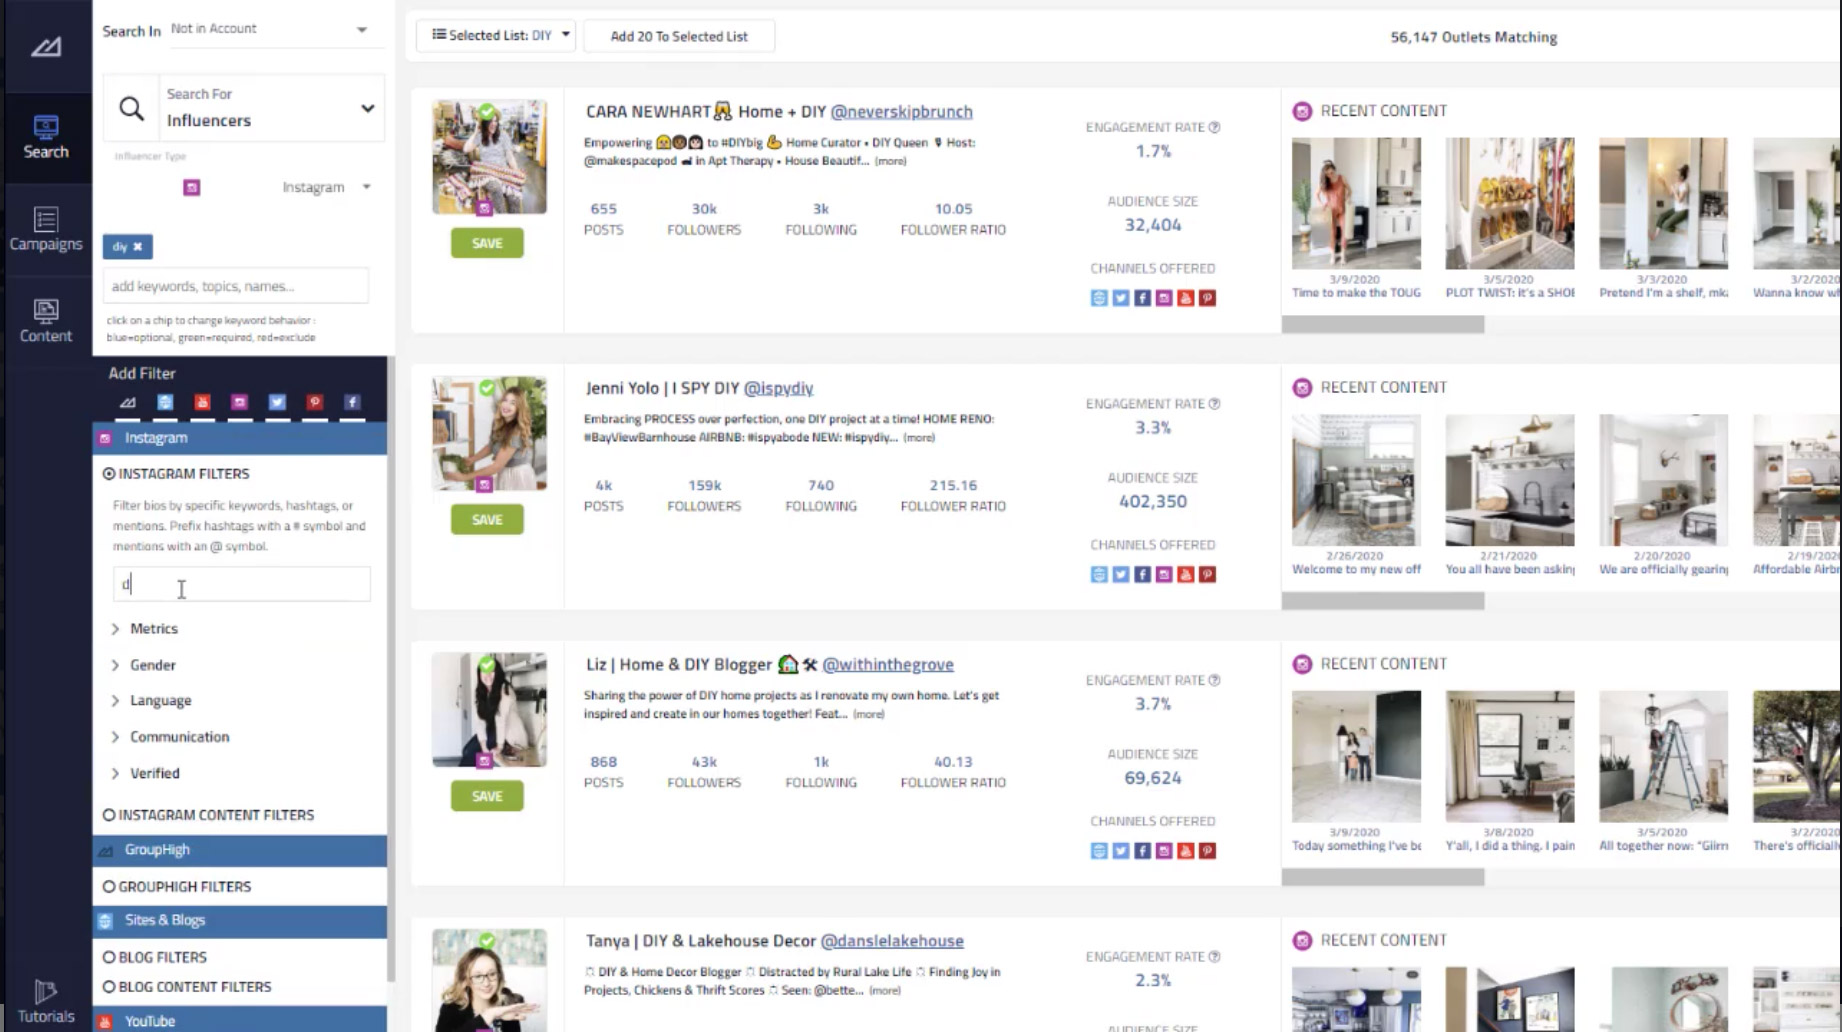 Search In Not in Account
Search For
Influencers
Influencer Type
Instagram
diy ✖
add keywords, topics, names...
click on a chip to change keyword behavior :
blue=optional, green=required, red=exclude
Search
Campaigns
Content
Tutorials
Add Filter
Instagram
INSTAGRAM FILTERS
Filter bios by specific keywords, hashtags, or
mentions. Prefix hashtags with a # symbol and
mentions with an @ symbol.
d
Metrics
Gender
Language
Communication
Verified
INSTAGRAM CONTENT FILTERS
GroupHigh
GROUPHIGH FILTERS
Sites & Blogs
BLOG FILTERS
BLOG CONTENT FILTERS
YouTube
Selected List: DIY
Add 20 To Selected List
56,147 Outlets Matching
CARA NEWHART Home + DIY @neverskipbrunch
Empowering to #DIYbig Home Curator • DIY Queen Host:
@makespacepod in Apt Therapy • House Beautif... (more)
655 30k 3k 10.05
POSTS FOLLOWERS FOLLOWING FOLLOWER RATIO
SAVE
ENGAGEMENT RATE
1.7%
AUDIENCE SIZE
32,404
CHANNELS OFFERED
RECENT CONTENT
3/9/2020 3/5/2020 3/3/2020 3/2/2020
Time to make the TOUG PLOT TWIST: it's a SHOE Pretend I'm a shelf, mka Wanna know wh
Jenni Yolo | I SPY DIY @ispydiy
Embracing PROCESS over perfection, one DIY project at a time! HOME RENO:
#BayViewBarnhouse AIRBNB: #ispyabode NEW: #ispydiy... (more)
4k 159k 740 215.16
POSTS FOLLOWERS FOLLOWING FOLLOWER RATIO
SAVE
ENGAGEMENT RATE
3.3%
AUDIENCE SIZE
402,350
CHANNELS OFFERED
RECENT CONTENT
2/26/2020 2/21/2020 2/20/2020 2/19/202
Welcome to my new off You all have been asking We are officially gearing Affordable Airb
Liz | Home & DIY Blogger @withinthegrove
Sharing the power of DIY home projects as I renovate my own home. Let's get
inspired and create in our homes together! Feat... (more)
868 43k 1k 40.13
POSTS FOLLOWERS FOLLOWING FOLLOWER RATIO
SAVE
ENGAGEMENT RATE
3.7%
AUDIENCE SIZE
69,624
CHANNELS OFFERED
RECENT CONTENT
3/9/2020 3/8/2020 3/5/2020 3/2/2020
Today something I've be Y'all, I did a thing. I pain All together now: "Giirn There's official
Tanya | DIY & Lakehouse Decor @danslelakehouse
DIY & Home Decor Blogger Distracted by Rural Lake Life Finding Joy in
Projects, Chickens & Thrift Scores Seen: @bette... (more)
ENGAGEMENT RATE
2.3%
AUDIENCE SIZE
RECENT CONTENT